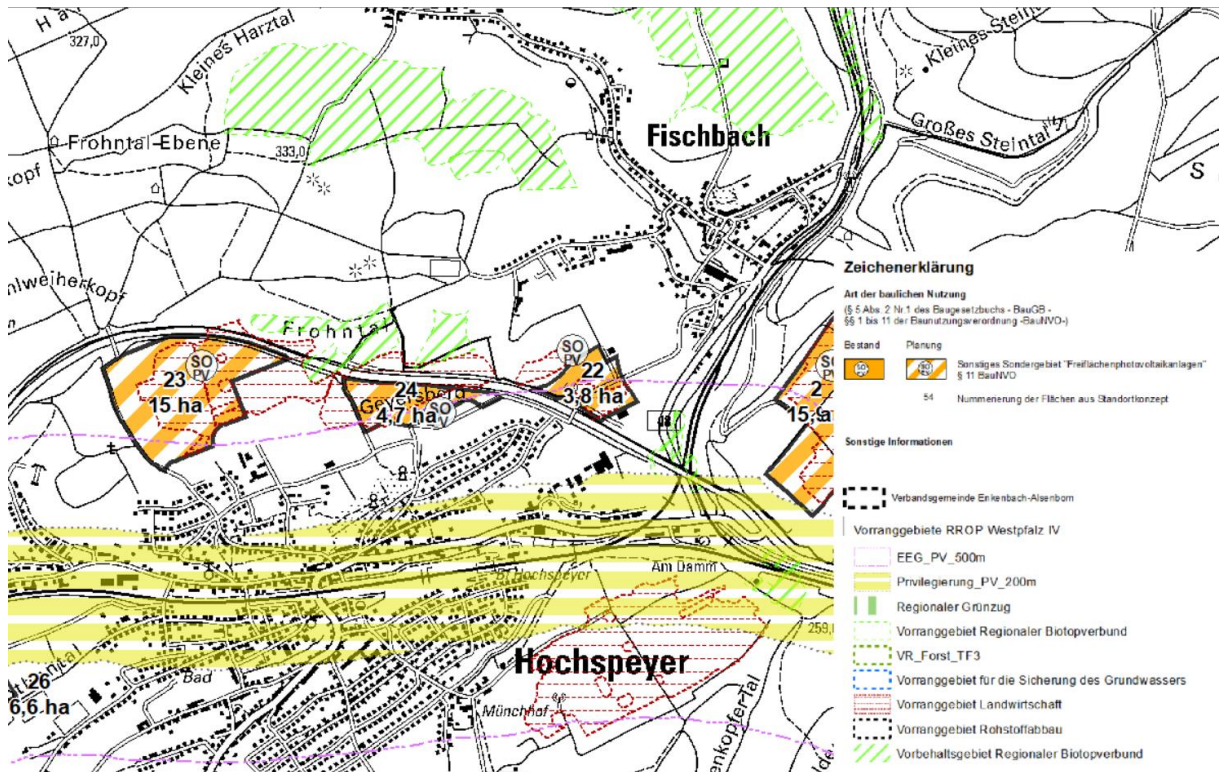 327,0
Kleines Harztal
Frohntal-Ebene
333,0
kopf
Fischbach
Kleines
Großes Steintal
S
hlweiherkopf
Frohntal
SO
PV
23
15 ha
24
Geyersberg
4,7 ha
SO
PV
22
3,8 ha
SO
2
15,9
48
Bf Hochspeyer
Am Damm
259,
Hochspeyer
Münchhof
Bad
26
6,6 ha
Zeichenerklärung
Art der baulichen Nutzung
(§ 5 Abs. 2 Nr.1 des Baugesetzbuchs - BauGB -
§§ 1 bis 11 der Baunutzungsverordnung -BauNVO-)
Bestand Planung
Sonstiges Sondergebiet "Freiflächenphotovoltaikanlagen"
§ 11 BauNVO
54 Nummerierung der Flächen aus Standortkonzept
Sonstige Informationen
Verbandsgemeinde Enkenbach-Alsenborn
Vorranggebiete RROP Westpfalz IV
EEG_PV_500m
Privilegierung_PV_200m
Regionaler Grünzug
Vorranggebiet Regionaler Biotopverbund
VR_Forst_TF3
Vorranggebiet für die Sicherung des Grundwassers
Vorranggebiet Landwirtschaft
Vorranggebiet Rohstoffabbau
Vorbehaltsgebiet Regionaler Biotopverbund